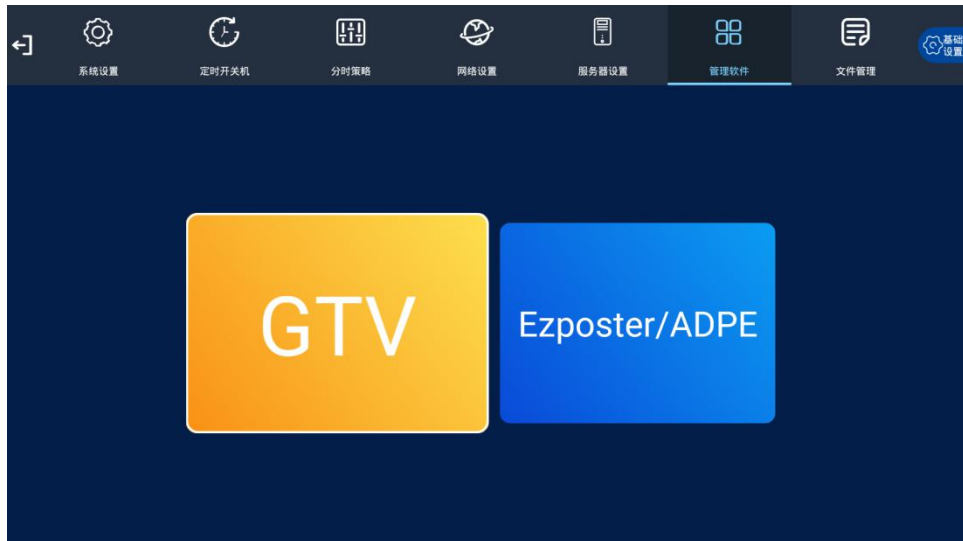 系统设置
定时开关机
分时策略
网络设置
服务器设置
管理软件
文件管理
基础
设置
GTV
Ezposter/ADPE